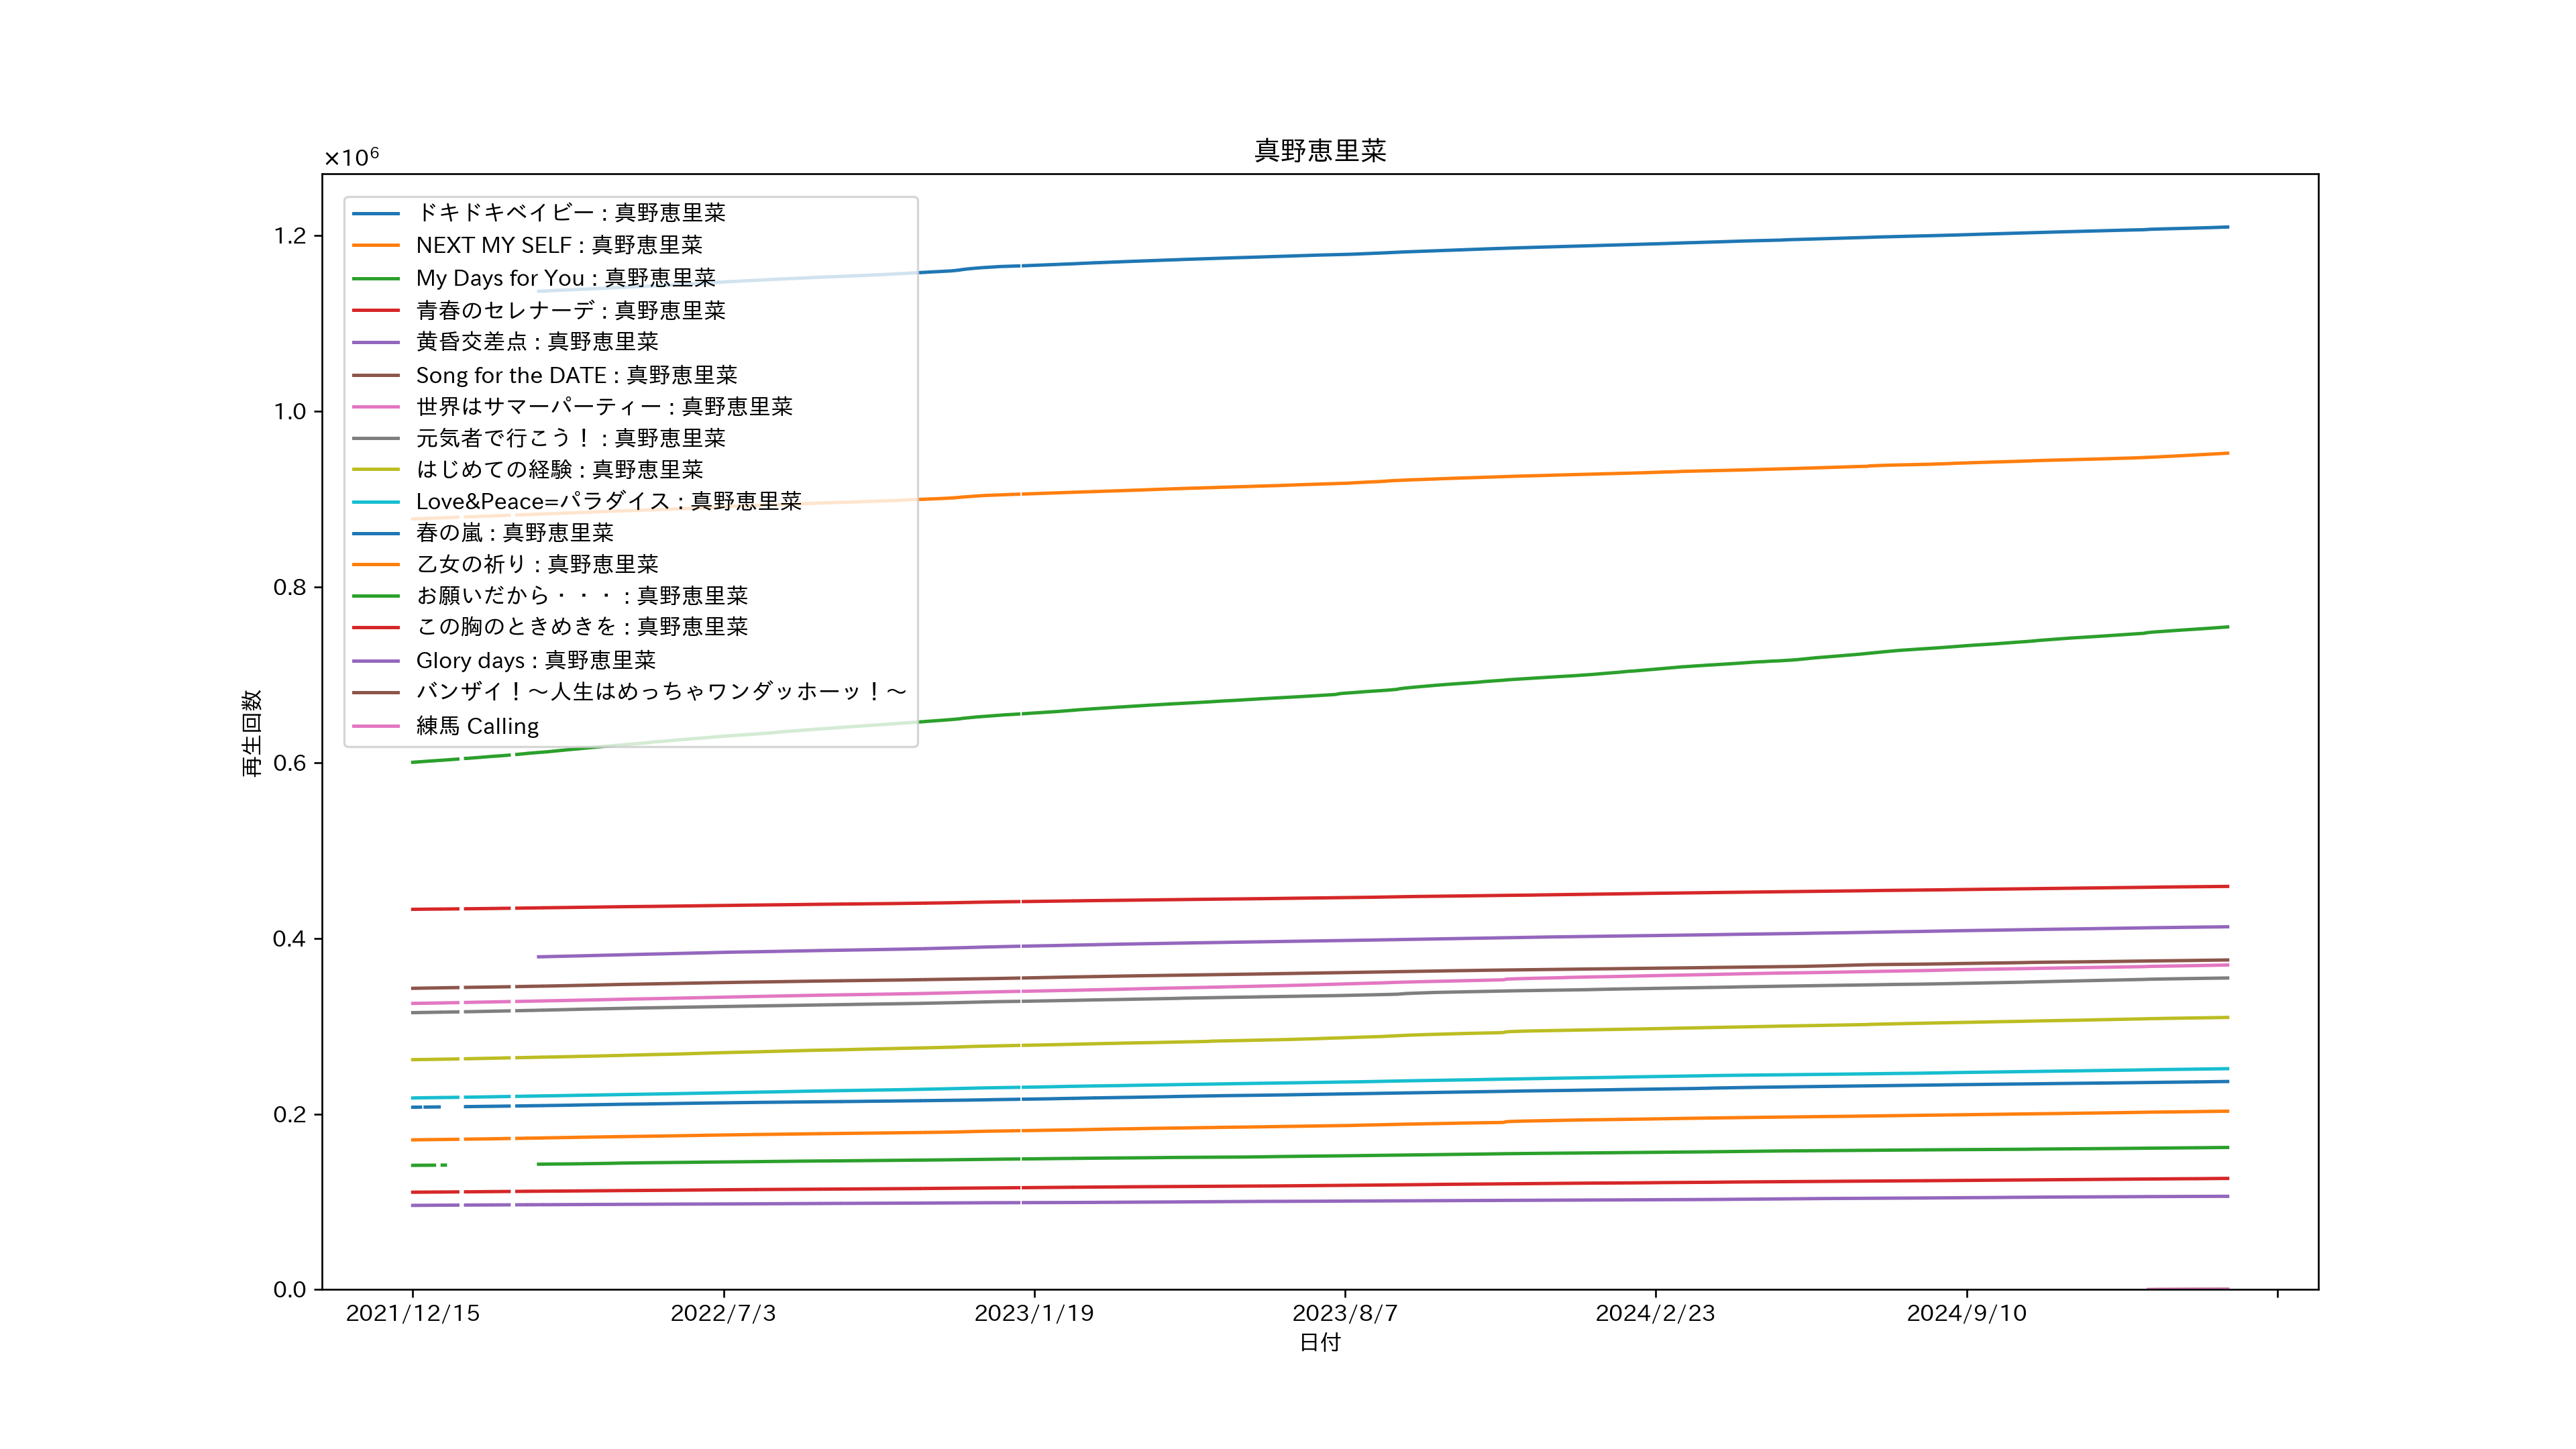 真野恵里菜
×10⁶
ドキドキベイビー : 真野恵里菜
NEXT MY SELF : 真野恵里菜
My Days for You : 真野恵里菜
青春のセレナーデ : 真野恵里菜
黄昏交差点 : 真野恵里菜
Song for the DATE : 真野恵里菜
世界はサマーパーティー : 真野恵里菜
元気者で行こう！ : 真野恵里菜
はじめての経験 : 真野恵里菜
Love&Peace=パラダイス : 真野恵里菜
春の嵐 : 真野恵里菜
乙女の祈り : 真野恵里菜
お願いだから・・・ : 真野恵里菜
この胸のときめきを : 真野恵里菜
Glory days : 真野恵里菜
バンザイ！～人生はめっちゃワンダッホーッ！～
練馬 Calling
1.2
1.0
0.8
0.6
0.4
0.2
0.0
再生回数
2021/12/15
2022/7/3
2023/1/19
2023/8/7
2024/2/23
2024/9/10
日付